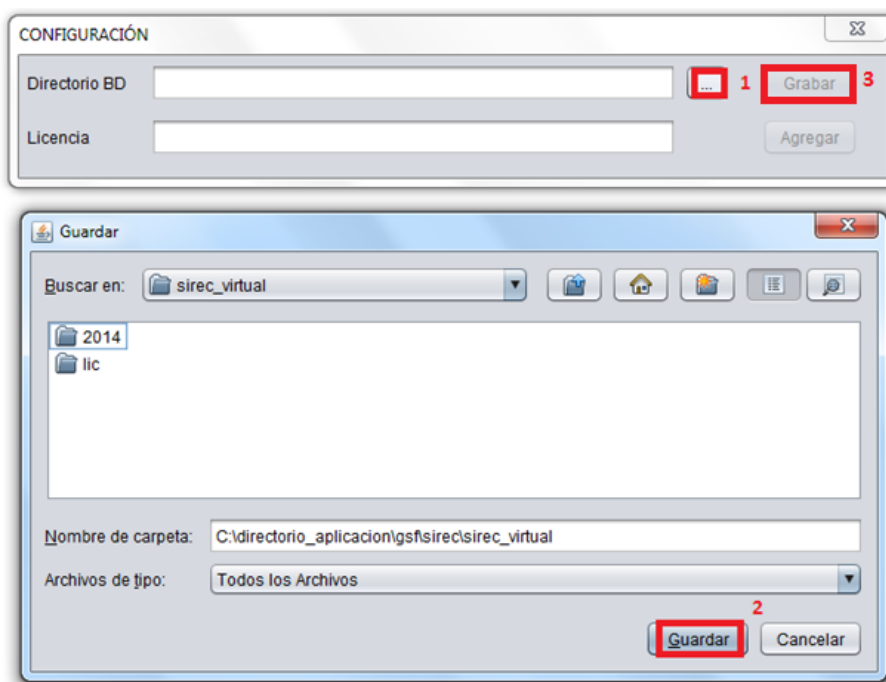 CONFIGURACIÓN
Directorio BD ... 1 Grabar 3
Licencia Agregar
Guardar
Buscar en: sirec_virtual
2014
lic
Nombre de carpeta: C:\directorio_aplicacion\gsf\sirec\sirec_virtual
Archivos de tipo: Todos los Archivos
2
Guardar Cancelar